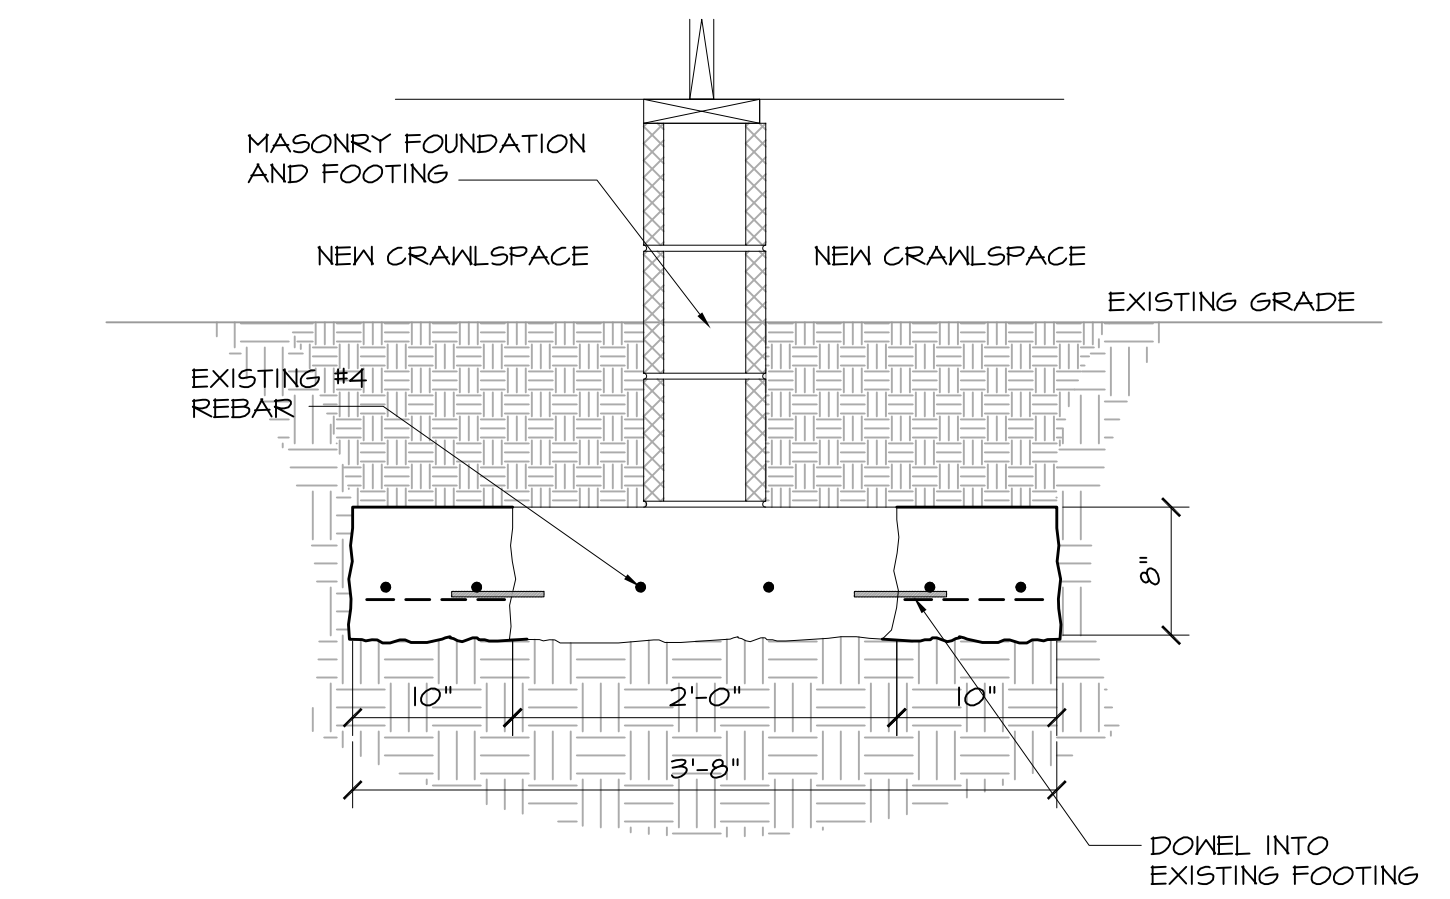 MASONRY FOUNDATION
AND FOOTING
NEW CRAWLSPACE
NEW CRAWLSPACE
EXISTING GRADE
EXISTING #4
REBAR
8"
10"
2'-0"
10"
3'-8"
DOWEL INTO
EXISTING FOOTING